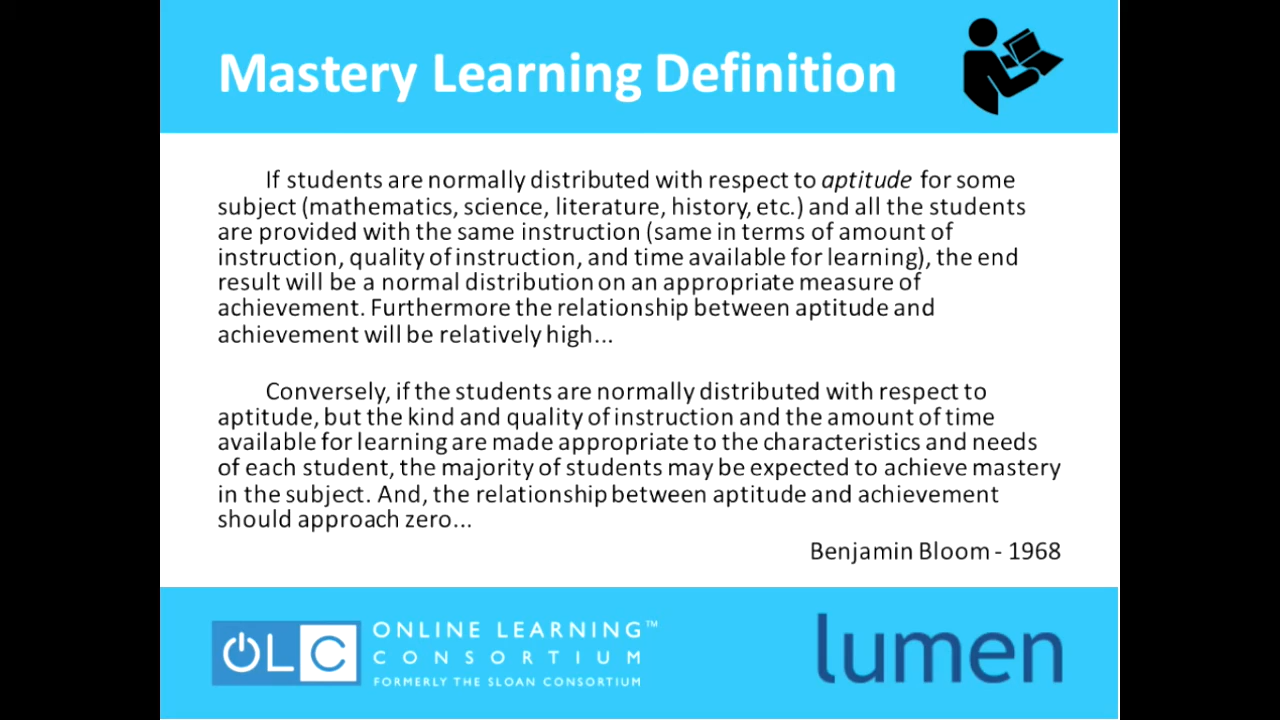 Mastery Learning Definition
If students are normally distributed with respect to aptitude for some
subject (mathematics, science, literature, history, etc.) and all the students
are provided with the same instruction (same in terms of amount of
instruction, quality of instruction, and time available for learning), the end
result will be a normal distribution on an appropriate measure of
achievement. Furthermore the relationship between aptitude and
achievement will be relatively high...
Conversely, if the students are normally distributed with respect to
aptitude, but the kind and quality of instruction and the amount of time
available for learning are made appropriate to the characteristics and needs
of each student, the majority of students may be expected to achieve mastery
in the subject. And, the relationship between aptitude and achievement
should approach zero...
Benjamin Bloom - 1968
OLC
ONLINE LEARNING™
CONSORTIUM
FORMERLY THE SLOAN CONSORTIUM
lumen